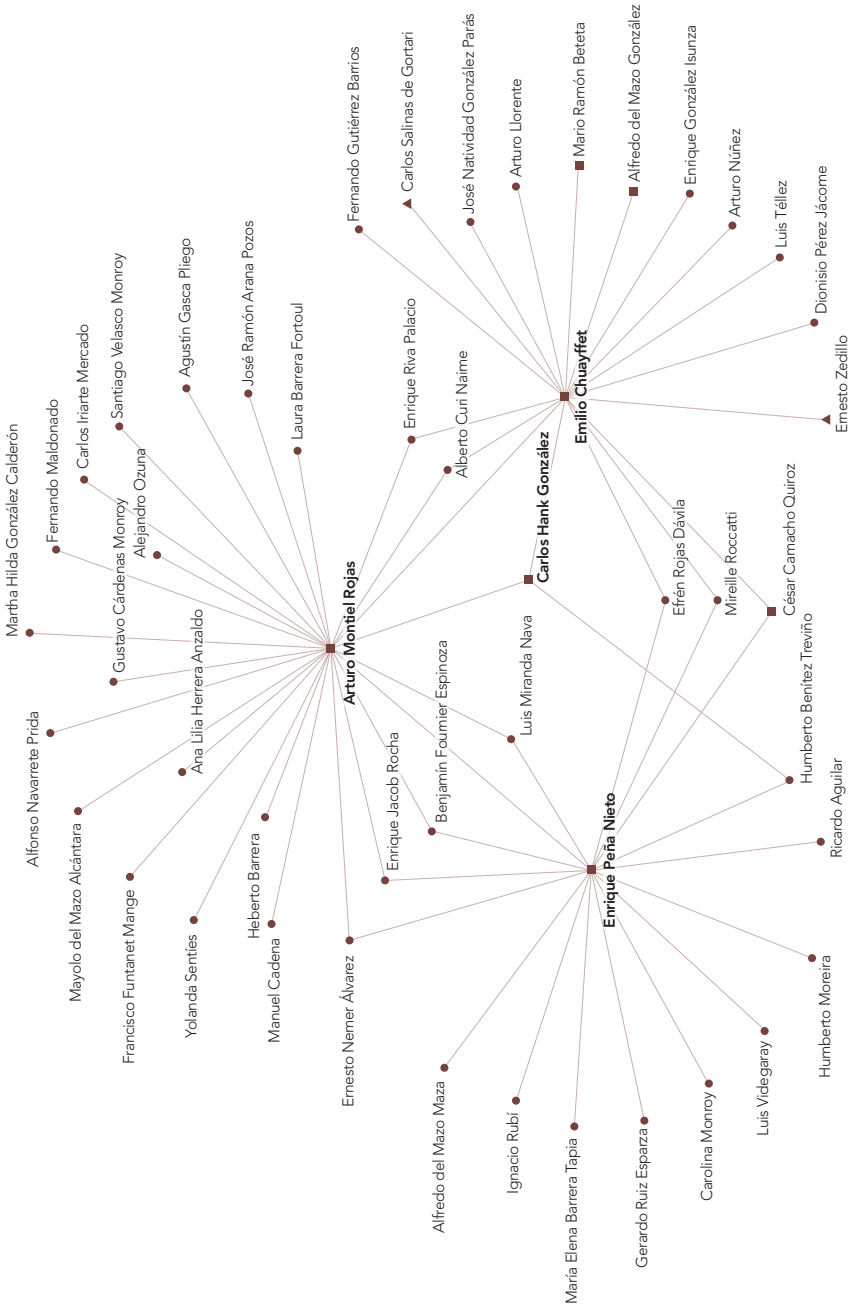 Martha Hilda González Calderón
Fernando Maldonado
Carlos Iriarte Mercado
Santiago Velasco Monroy
Agustín Gasca Pliego
José Ramón Arana Pozos
Laura Barrera Fortoul
Gustavo Cárdenas Monroy
Alejandro Ozuna
Ana Lilia Herrera Anzaldo
Arturo Montiel Rojas
Alfonso Navarrete Prida
Mayolo del Mazo Alcántara
Francisco Funtanet Mange
Yolanda Sentíes
Heberto Barrera
Manuel Cadena
Ernesto Nemer Álvarez
Enrique Jacob Rocha
Benjamín Fournier Espinoza
Luis Miranda Nava
Enrique Riva Palacio
Alberto Curi Naime
Carlos Hank González
Fernando Gutiérrez Barrios
Carlos Salinas de Gortari
José Natividad González Parás
Arturo Llorente
Mario Ramón Beteta
Alfredo del Mazo González
Enrique González Isunza
Arturo Núñez
Luis Téllez
Dionisio Pérez Jácome
Ernesto Zedillo
Emilio Chuayffet
Efrén Rojas Dávila
Mireille Roccatti
César Camacho Quiroz
Humberto Benítez Treviño
Ricardo Aguilar
Enrique Peña Nieto
Humberto Moreira
Luis Videgaray
Carolina Monroy
Gerardo Ruiz Esparza
María Elena Barrera Tapia
Ignacio Rubí
Alfredo del Mazo Maza